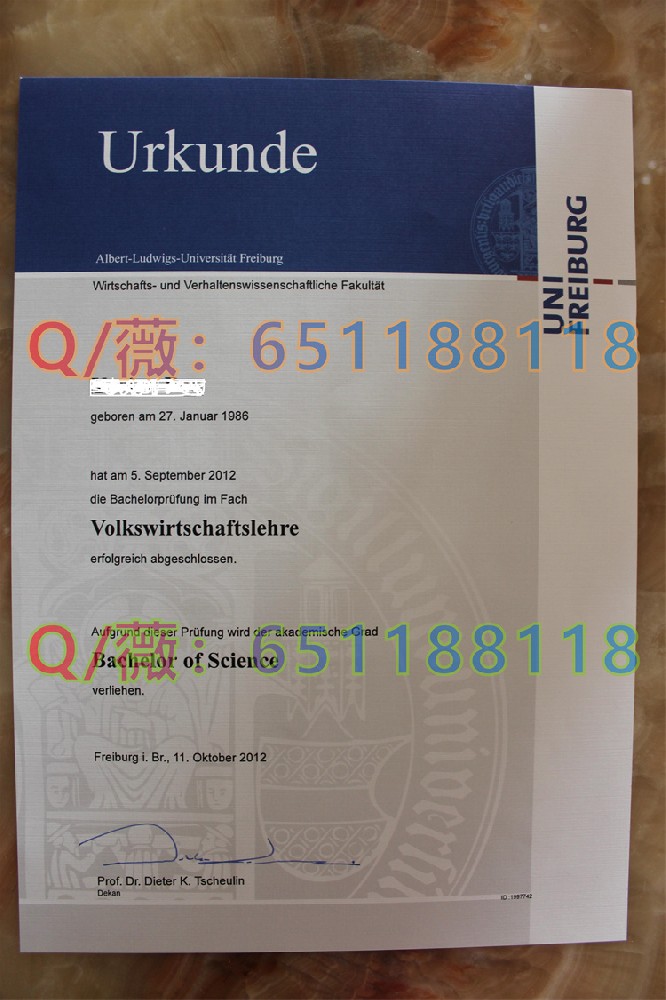 Urkunde
Albert-Ludwigs-Universität Freiburg
UNI
FREIBURG
Wirtschafts- und Verhaltenswissenschaftliche Fakultät
Q/薇：651188118
geboren am 27. Januar 1986
hat am 5. September 2012
die Bachelorprüfung im Fach
Volkswirtschaftslehre
erfolgreich abgeschlossen.
Aufgrund dieser Prüfung wird der akademische Grad
Q/薇：651188118
Bachelor of Science
verliehen.
Freiburg i. Br., 11. Oktober 2012
Prof. Dr. Dieter K. Tscheulin
Dekan